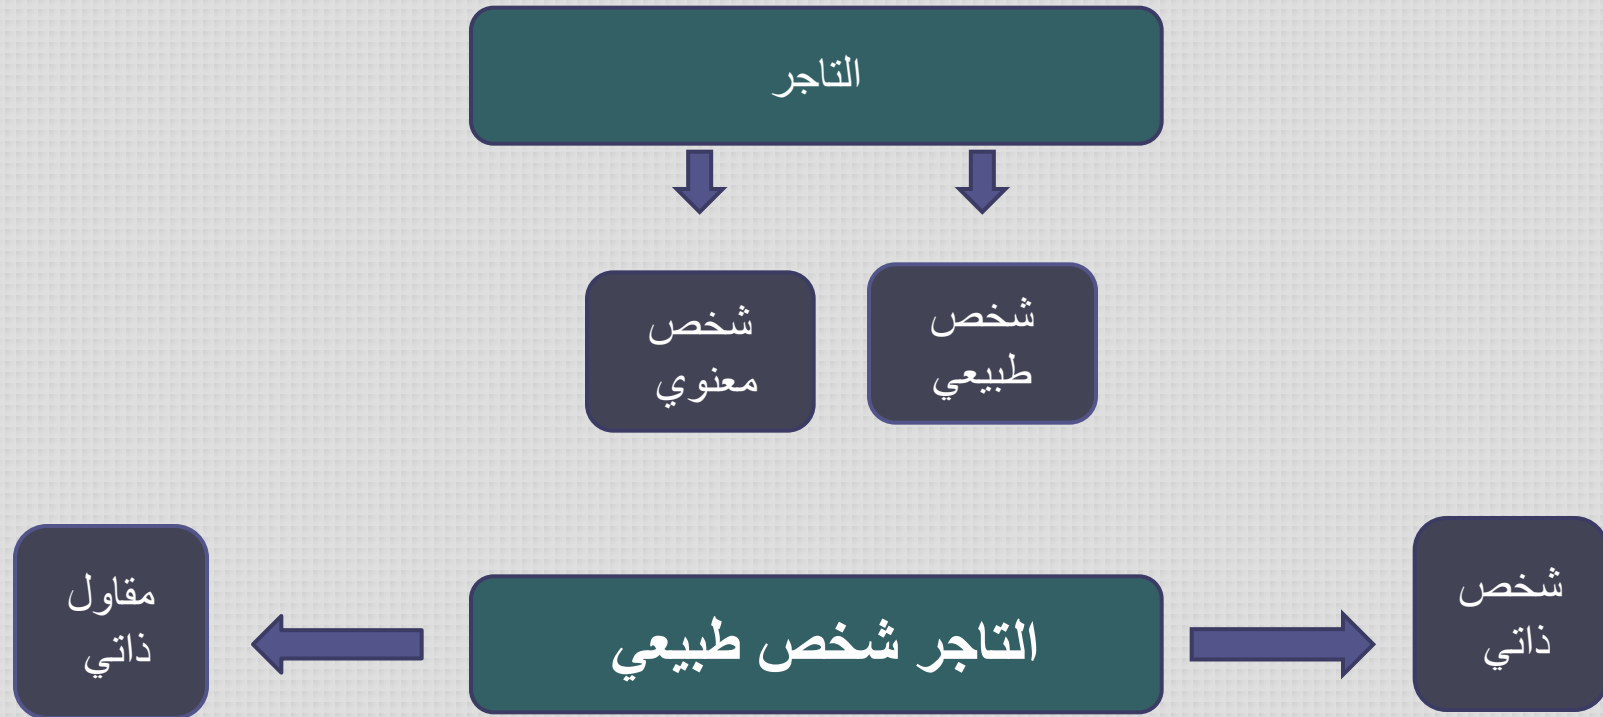 التاجر
شخص
طبيعي
شخص
معنوي
شخص
ذاتي
التاجر شخص طبيعي
مقاول
ذاتي